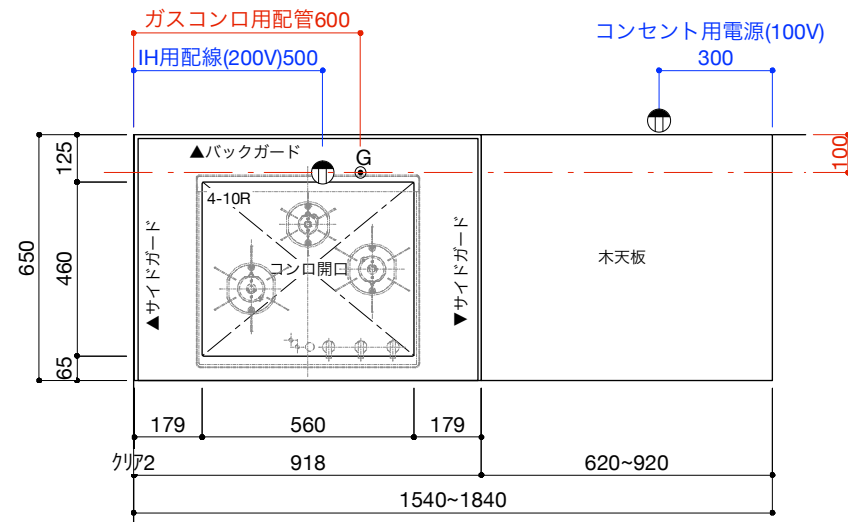 ガスコンロ用配管600
コンセント用電源(100V)
IH用配線(200V)500
300
▲バックガード
G
100
125
4-10R
650
460
▲サイドガード
コンロ開口
▼サイドガード
木天板
65
179
560
179
ｸﾘｱ2
918
620~920
1540~1840